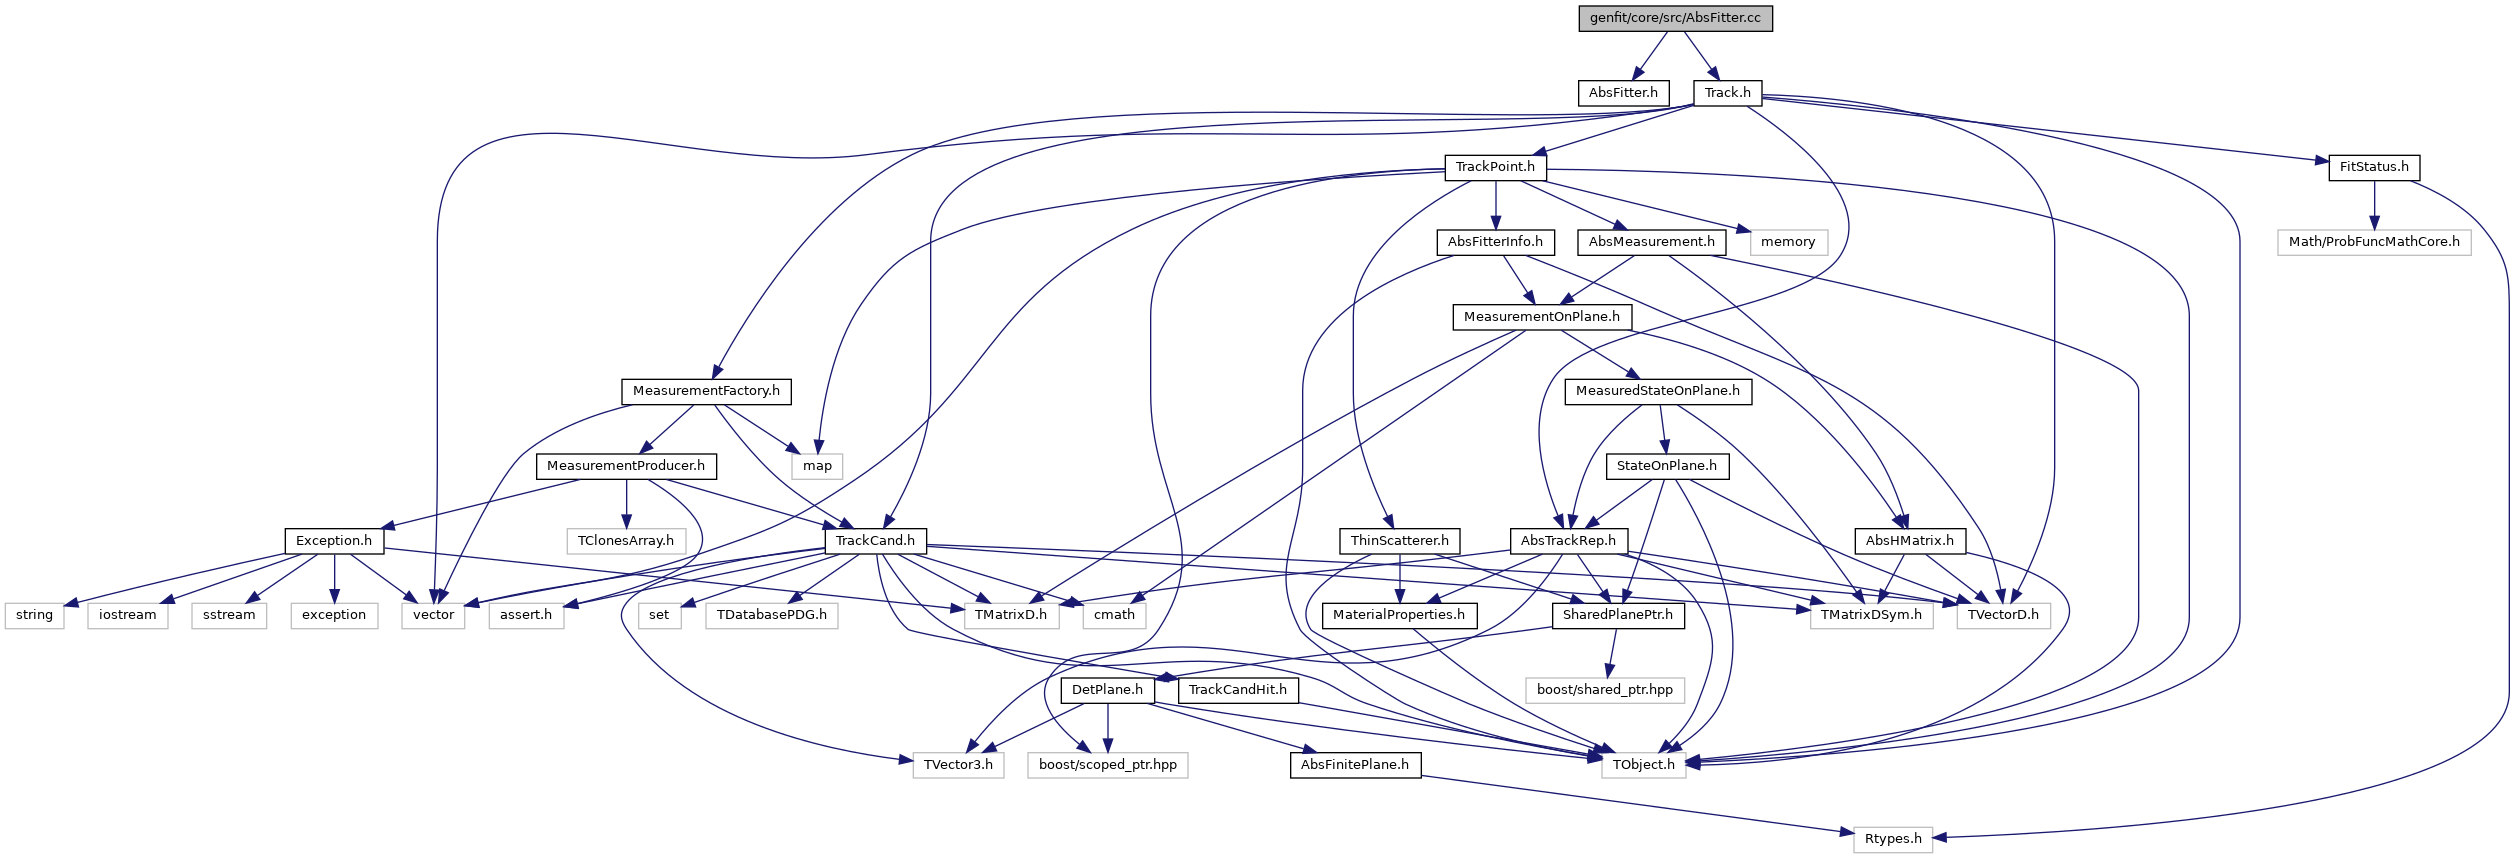 genfit/core/src/AbsFitter.cc
AbsFitter.h
Track.h
TrackPoint.h
FitStatus.h
AbsFitterInfo.h
AbsMeasurement.h
memory
Math/ProbFuncMathCore.h
MeasurementOnPlane.h
MeasurementFactory.h
MeasuredStateOnPlane.h
MeasurementProducer.h
map
StateOnPlane.h
Exception.h
TClonesArray.h
TrackCand.h
ThinScatterer.h
AbsTrackRep.h
AbsHMatrix.h
string
iostream
sstream
exception
vector
assert.h
set
TDatabasePDG.h
TMatrixD.h
cmath
MaterialProperties.h
SharedPlanePtr.h
TMatrixDSym.h
TVectorD.h
DetPlane.h
TrackCandHit.h
boost/shared_ptr.hpp
TVector3.h
boost/scoped_ptr.hpp
AbsFinitePlane.h
TObject.h
Rtypes.h